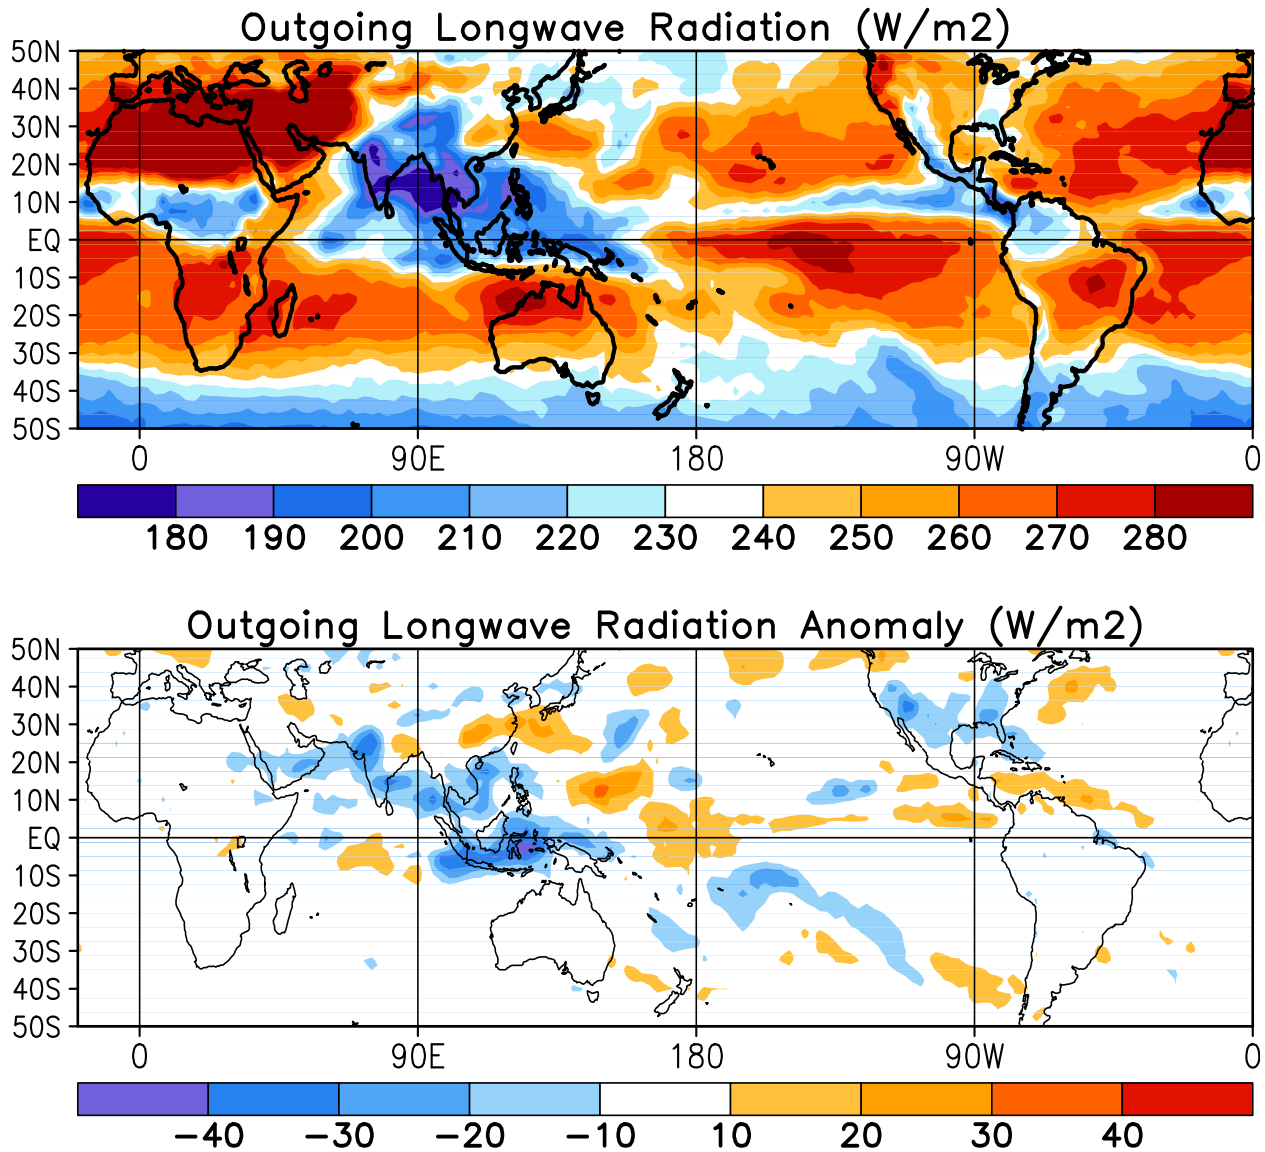 Outgoing Longwave Radiation (W/m2)
50N
40N
30N
20N
10N
EQ
10S
20S
30S
40S
50S
0 90E 180 90W 0
180 190 200 210 220 230 240 250 260 270 280
Outgoing Longwave Radiation Anomaly (W/m2)
50N
40N
30N
20N
10N
EQ
10S
20S
30S
40S
50S
0 90E 180 90W 0
−40 −30 −20 −10 10 20 30 40